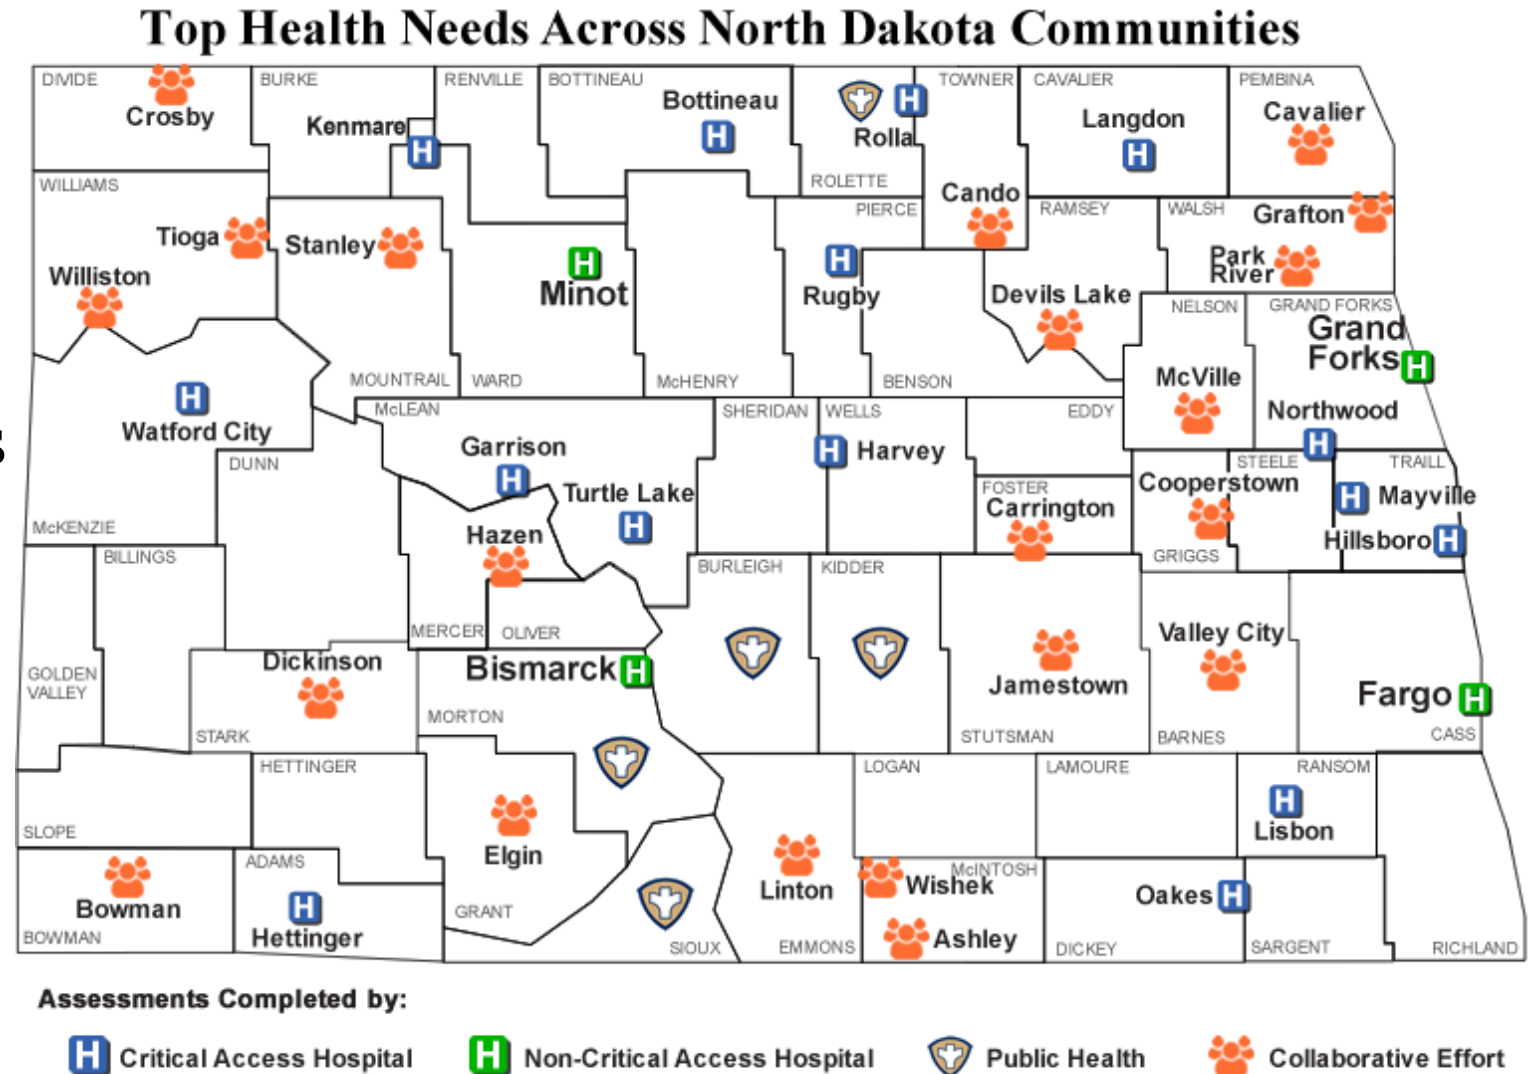 Top Health Needs Across North Dakota Communities
DIVIDE
BURKE
RENVILLE
BOTTINEAU
TOWNER
CAVALIER
PEMBINA
Crosby
Kenmare
Bottineau
Rolla
Langdon
Cavalier
WILLIAMS
ROLETTE
Cando
PIERCE
RAMSEY
WALSH
Grafton
Tioga
Stanley
Park
River
Williston
Minot
Rugby
Devils Lake
NELSON
GRAND FORKS
Grand
Forks
MOUNTRAIL
WARD
McHENRY
BENSON
McVille
s
Watford City
McLEAN
SHERIDAN
WELLS
EDDY
Northwood
Garrison
Harvey
DUNN
STEELE
TRAILL
Turtle Lake
FOSTER
Carrington
Cooperstown
Mayville
McKENZIE
Hazen
Hillsboro
BILLINGS
BURLEIGH
KIDDER
GRIGGS
MERCER
OLIVER
Valley City
GOLDEN
VALLEY
Dickinson
Bismarck
Jamestown
Fargo
STARK
MORTON
STUTSMAN
BARNES
CASS
HETTINGER
LOGAN
LAMOURE
RANSOM
SLOPE
Elgin
Lisbon
ADAMS
Linton
McINTOSH
Wishek
Oakes
Bowman
GRANT
BOWMAN
Hettinger
SIOUX
EMMONS
Ashley
DICKEY
SARGENT
RICHLAND
Assessments Completed by:
H Critical Access Hospital H Non-Critical Access Hospital Public Health Collaborative Effort